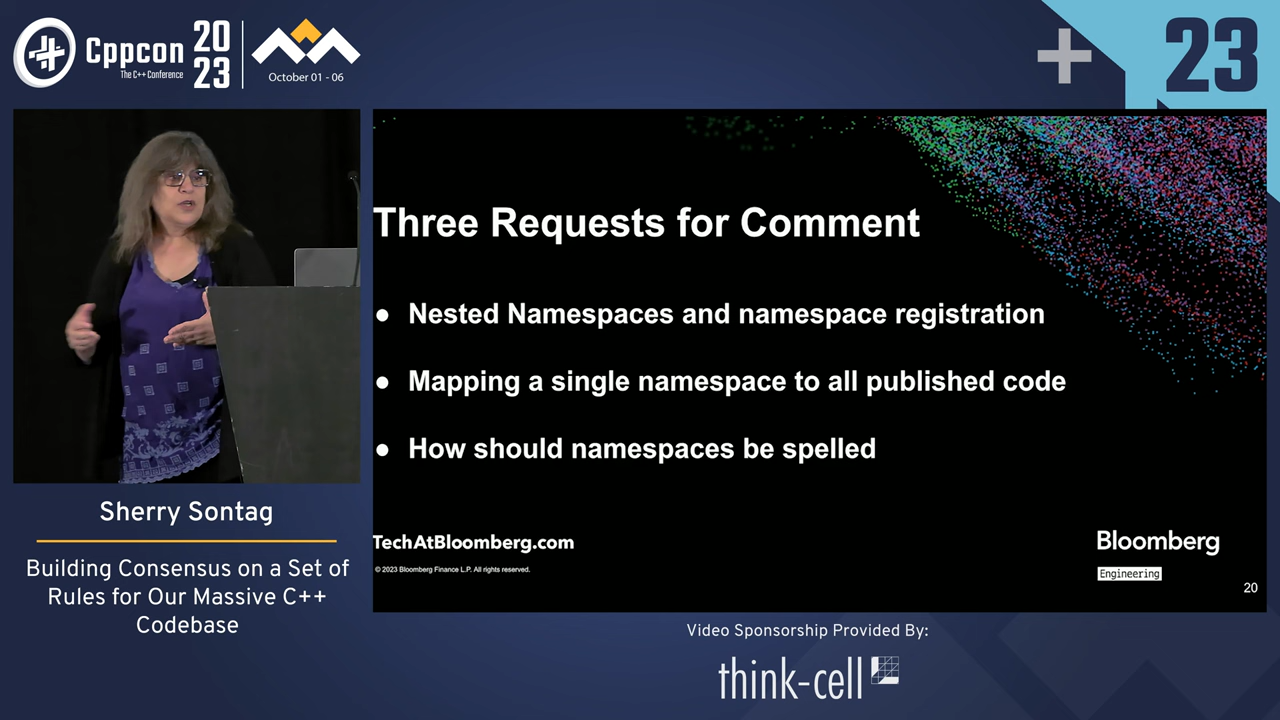 Cppcon
The C++ Conference
20
23
October 01 - 06
23
Three Requests for Comment
● Nested Namespaces and namespace registration
● Mapping a single namespace to all published code
● How should namespaces be spelled
TechAtBloomberg.com
© 2023 Bloomberg Finance L.P. All rights reserved.
Bloomberg
Engineering
20
Sherry Sontag
Building Consensus on a Set of
Rules for Our Massive C++
Codebase
Video Sponsorship Provided By:
think-cell